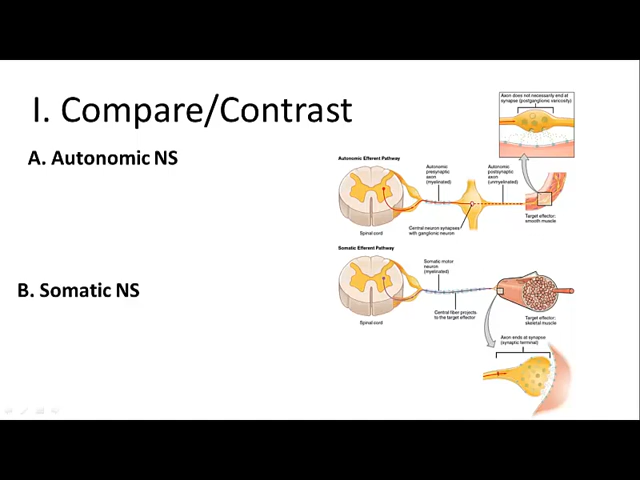 I. Compare/Contrast
A. Autonomic NS
B. Somatic NS
Axon does not necessarily end at
synapse (postganglionic varicosity)
Autonomic Efferent Pathway
Autonomic
presynaptic
axon
(myelinated)
Autonomic
postsynaptic
axon
(unmyelinated)
Spinal cord
Central neuron synapses
with ganglionic neuron
Target effector:
smooth muscle
Somatic Efferent Pathway
Somatic motor
neuron
(myelinated)
Spinal cord
Central fiber projects
to the target effector
Target effector:
skeletal muscle
Axon ends at synapse
(synaptic terminal)